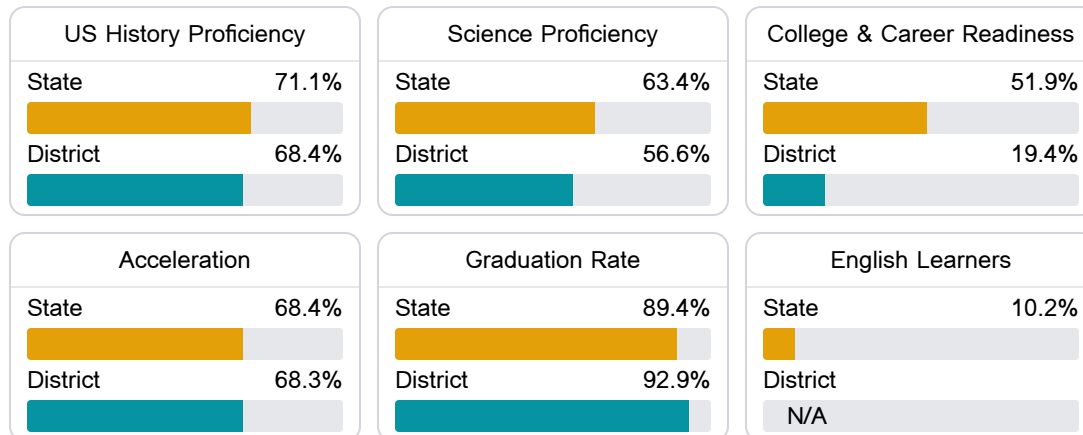 US History Proficiency
State 71.1%
District 68.4%
Science Proficiency
State 63.4%
District 56.6%
College & Career Readiness
State 51.9%
District 19.4%
Acceleration
State 68.4%
District 68.3%
Graduation Rate
State 89.4%
District 92.9%
English Learners
State 10.2%
District
N/A